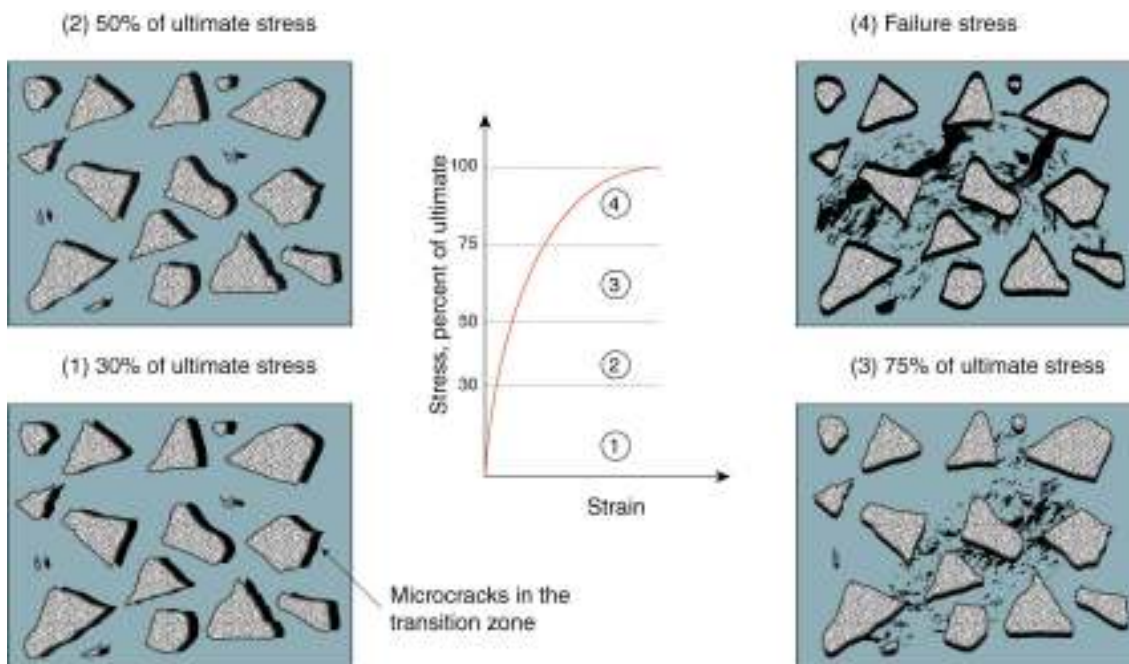 (2) 50% of ultimate stress
(4) Failure stress
Stress, percent of ultimate
100
75
50
30
4
3
2
1
Strain
(1) 30% of ultimate stress
(3) 75% of ultimate stress
Microcracks in the
transition zone